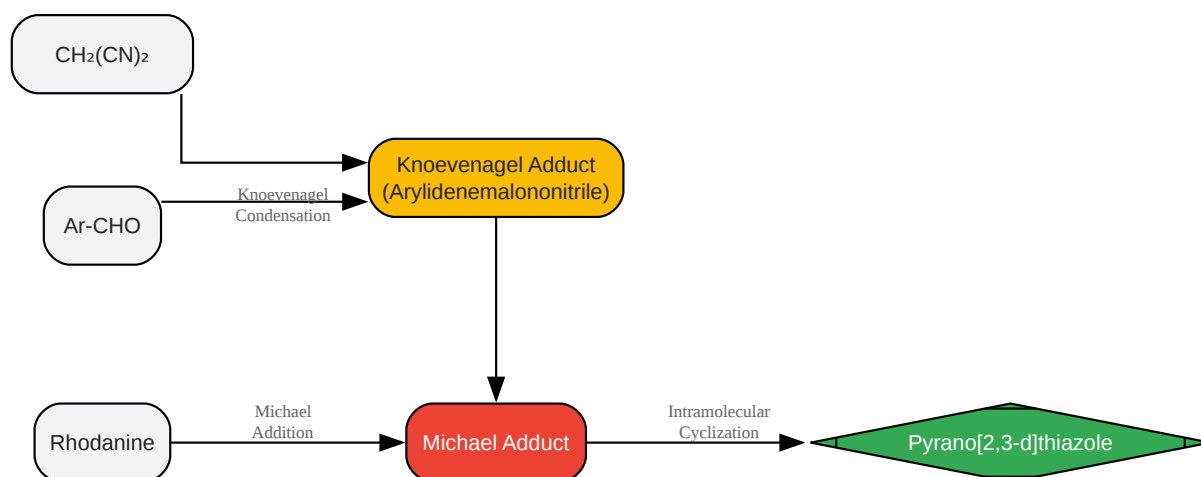 CH₂(CN)₂
Knoevenagel Adduct
(Arylidenemalononitrile)
Knoevenagel
Condensation
Ar-CHO
Rhodanine
Michael
Addition
Michael Adduct
Intramolecular
Cyclization
Pyrano[2,3-d]thiazole